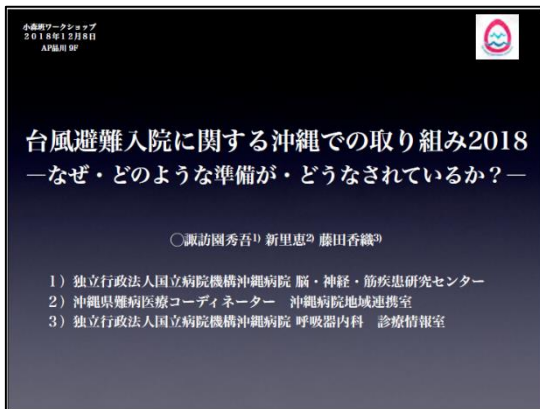 小森班ワークショップ
2018年12月8日
AP品川 9F
台風避難入院に関する沖縄での取り組み2018
―なぜ・どのような準備が・どうなされているか？―
○諏訪園秀吾1) 新里恵2) 藤田香織3)
1）独立行政法人国立病院機構沖縄病院 脳・神経・筋疾患研究センター
2）沖縄県難病医療コーディネーター　沖縄病院地域連携室
3）独立行政法人国立病院機構沖縄病院 呼吸器内科　診療情報室